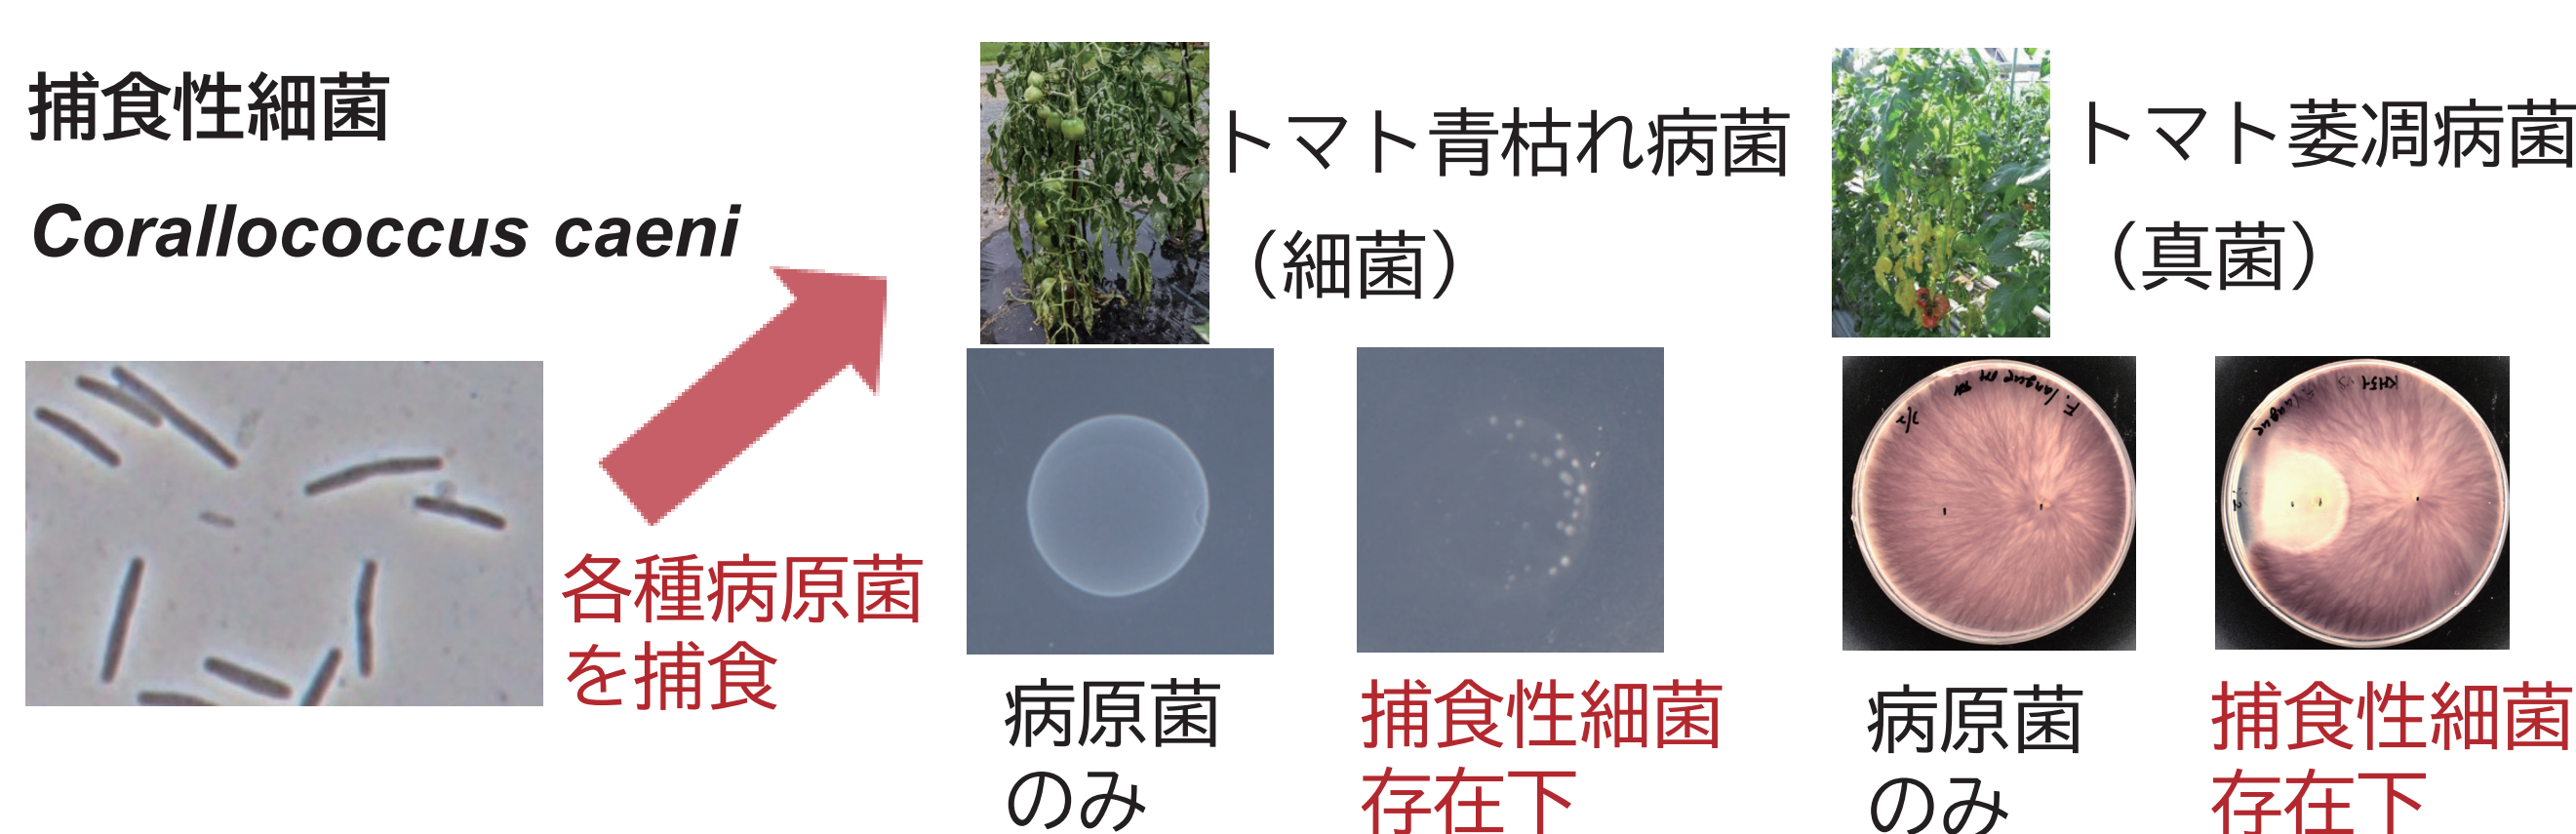 捕食性細菌
Corallococcus caeni
各種病原菌
を捕食
トマト青枯れ病菌
（細菌）
病原菌
のみ
捕食性細菌
存在下
トマト萎凋病菌
（真菌）
病原菌
のみ
捕食性細菌
存在下